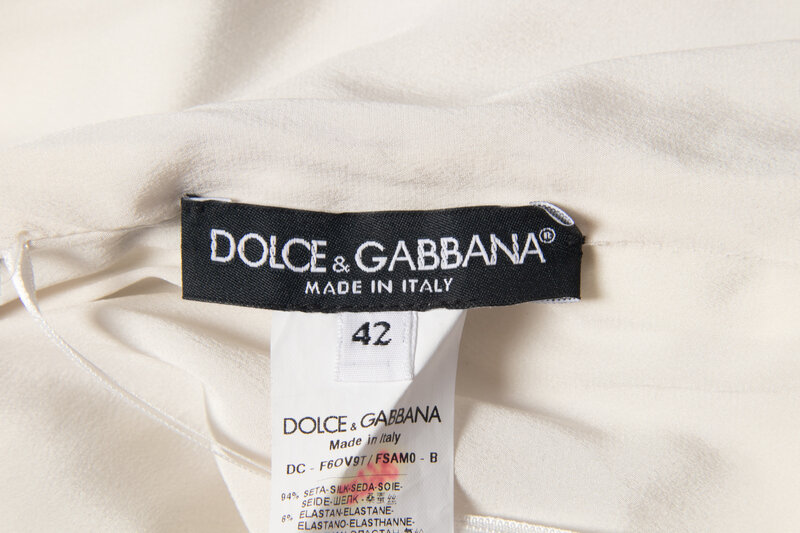 DOLCE & GABBANA®
MADE IN ITALY
42
DOLCE & GABBANA
Made in Italy
DC - F6OV9T / FSAM0 - B
94% SETA-SILK-SEDA-SOIE-
SEIDE-ШЕЛК -
6% ELASTAN-ELASTANE-
ELASTANO-ELASTHANNE-